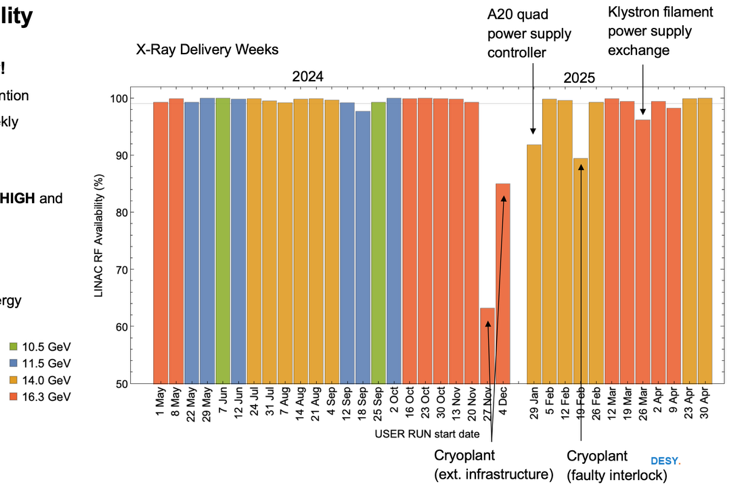 lity
y!
ntion
kly
HIGH and
ergy
X-Ray Delivery Weeks
A20 quad
power supply
controller
Klystron filament
power supply
exchange
2024
2025
LINAC RF Availability (%)
100
90
80
70
60
50
1 May
8 May
22 May
29 May
7 Jun
12 Jun
24 Jul
31 Jul
7 Aug
14 Aug
21 Aug
4 Sep
12 Sep
18 Sep
25 Sep
2 Oct
16 Oct
23 Oct
30 Oct
13 Nov
20 Nov
27 Nov
4 Dec
29 Jan
5 Feb
12 Feb
19 Feb
26 Feb
12 Mar
19 Mar
26 Mar
2 Apr
9 Apr
23 Apr
30 Apr
USER RUN start date
10.5 GeV
11.5 GeV
14.0 GeV
16.3 GeV
Cryoplant
(ext. infrastructure)
Cryoplant
(faulty interlock)
DESY.